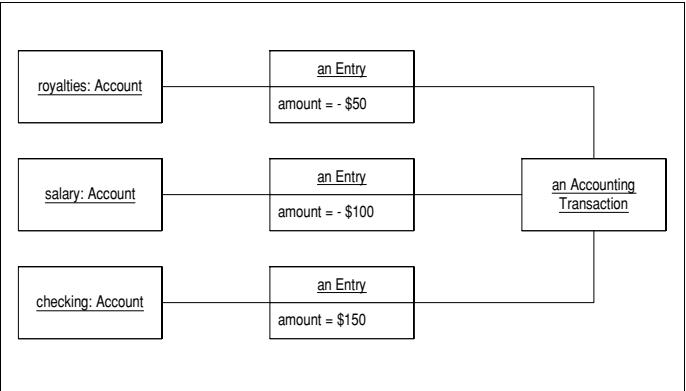 royalties: Account
an Entry
amount = - $50
salary: Account
an Entry
amount = - $100
an Accounting
Transaction
checking: Account
an Entry
amount = $150